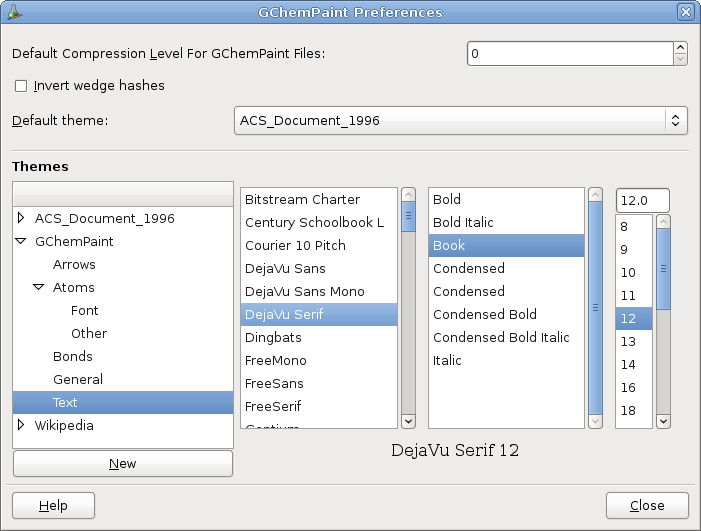 GChemPaint Preferences
Default Compression Level For GChemPaint Files:
0
Invert wedge hashes
Default theme:
ACS_Document_1996
Themes
ACS_Document_1996
GChemPaint
Arrows
Atoms
Font
Other
Bonds
General
Text
Wikipedia
New
Bitstream Charter
Century Schoolbook L
Courier 10 Pitch
DejaVu Sans
DejaVu Sans Mono
DejaVu Serif
Dingbats
FreeMono
FreeSans
FreeSerif
Gentium
Bold
Bold Italic
Book
Condensed
Condensed
Condensed Bold
Condensed Bold Italic
Italic
12.0
8
9
10
11
12
13
14
16
18
DejaVu Serif 12
Help
Close